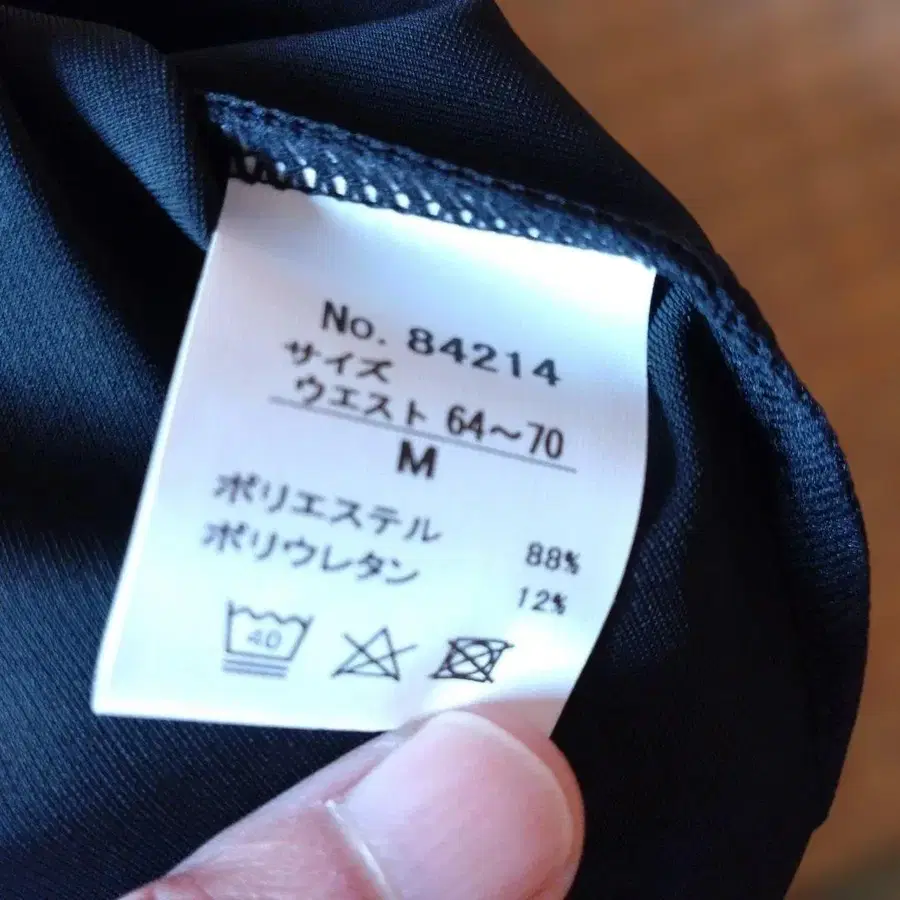 No. 84214
サイズ
ウエスト 64～70
M
ポリエステル 88%
ポリウレタン 12%
40